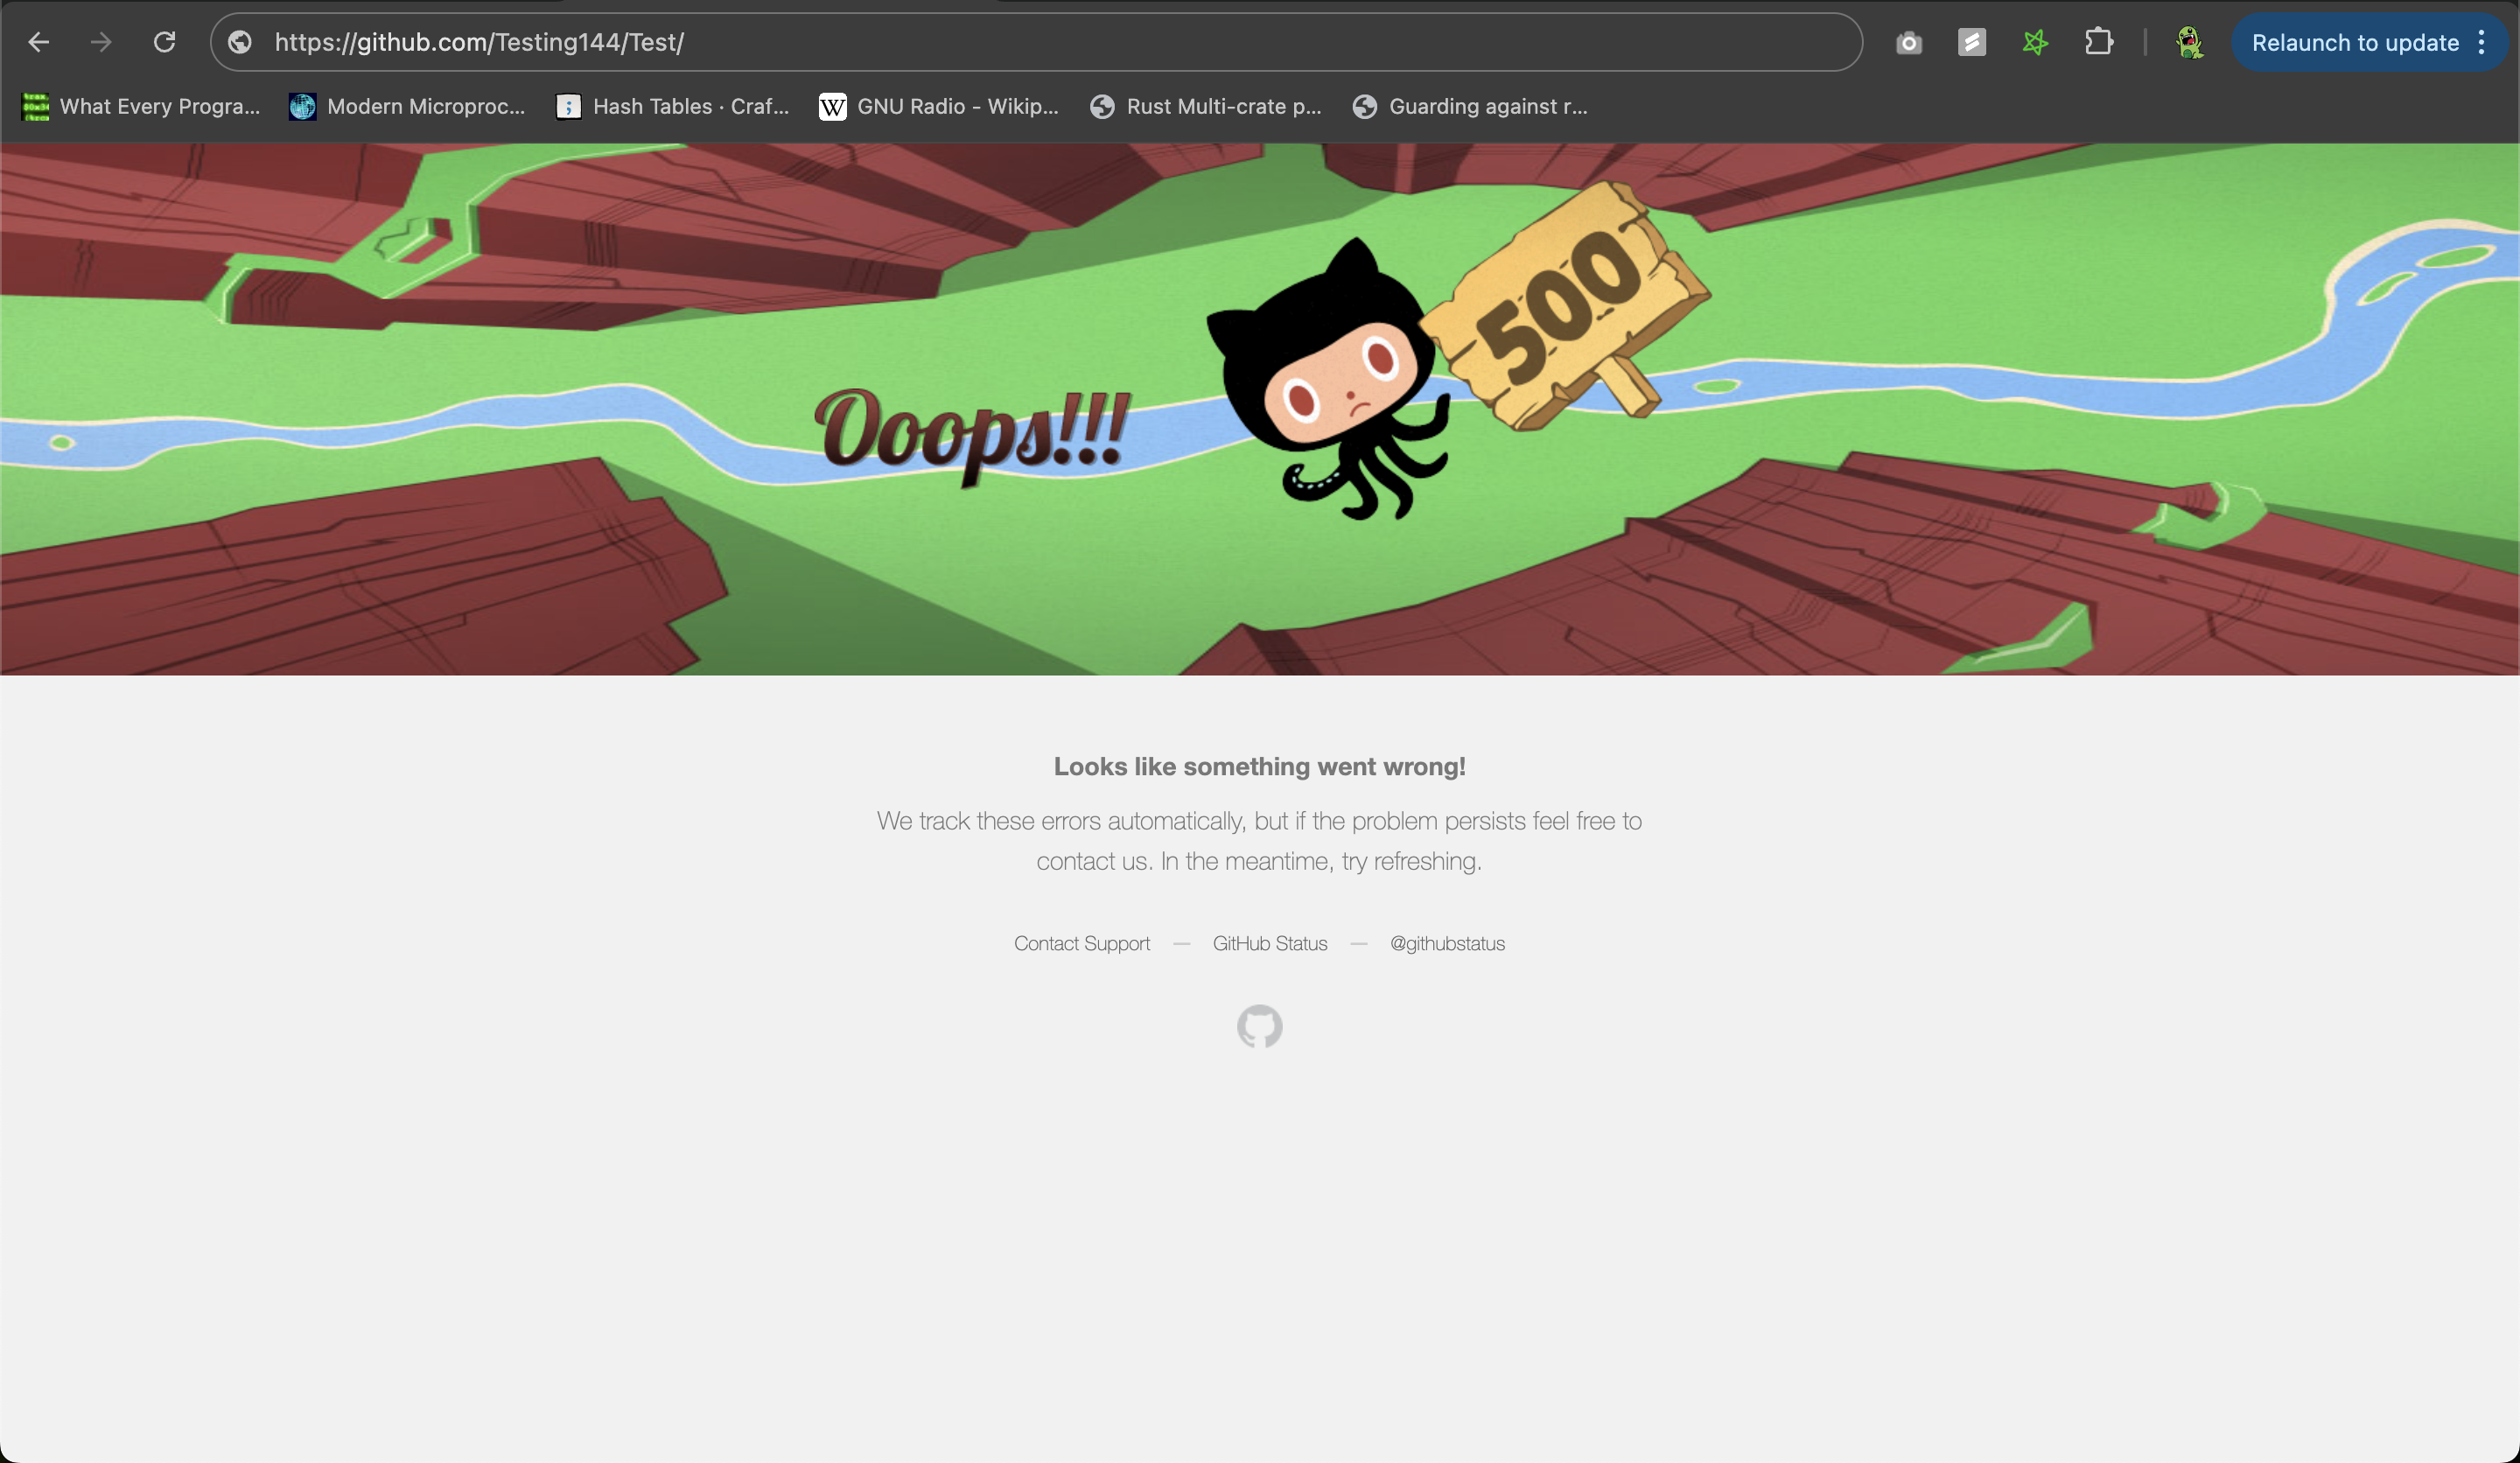 https://github.com/Testing144/Test/
Relaunch to update
What Every Progra...
Modern Microproc...
Hash Tables · Craf...
W GNU Radio - Wikip...
Rust Multi-crate p...
Guarding against r...
500
Ooops!!!
Looks like something went wrong!
We track these errors automatically, but if the problem persists feel free to
contact us. In the meantime, try refreshing.
Contact Support — GitHub Status — @githubstatus